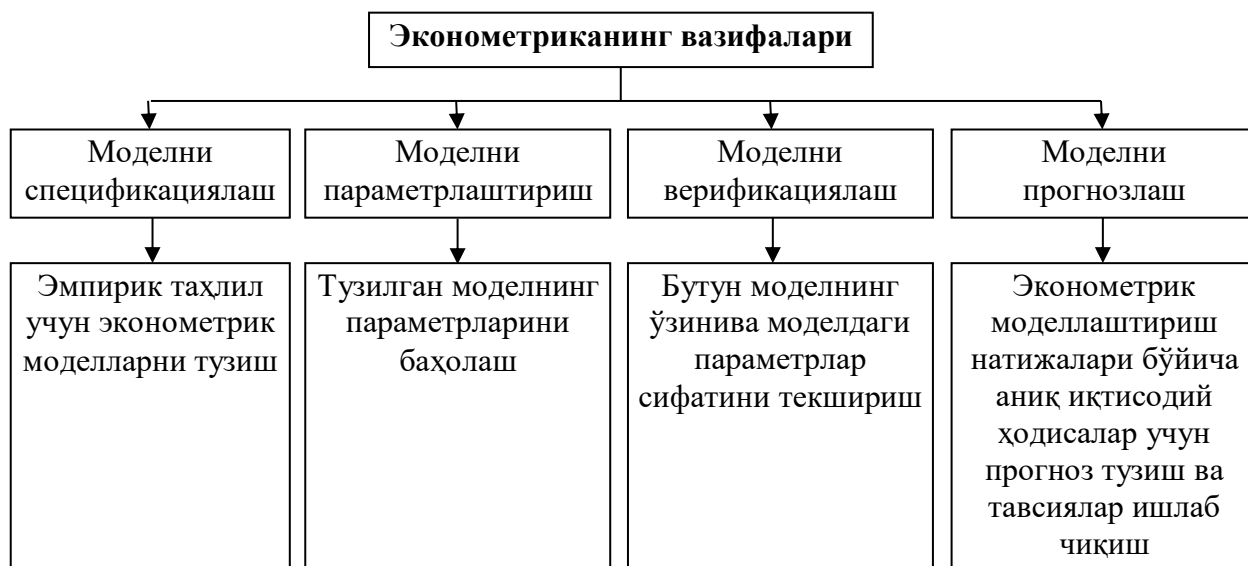 Эконометриканинг вазифалари
Моделни
спецификациялаш
Моделни
параметрлаштириш
Моделни
верификациялаш
Моделни
прогнозлаш
Эмпирик таҳлил
учун эконометрик
моделларни тузиш
Тузилган моделнинг
параметрларини
баҳолаш
Бутун моделнинг
ўзинива моделдаги
параметрлар
сифатини текшириш
Эконометрик
моделлаштириш
натижалари бўйича
аниқ иқтисодий
ҳодисалар учун
прогноз тузиш ва
тавсиялар ишлаб
чиқиш